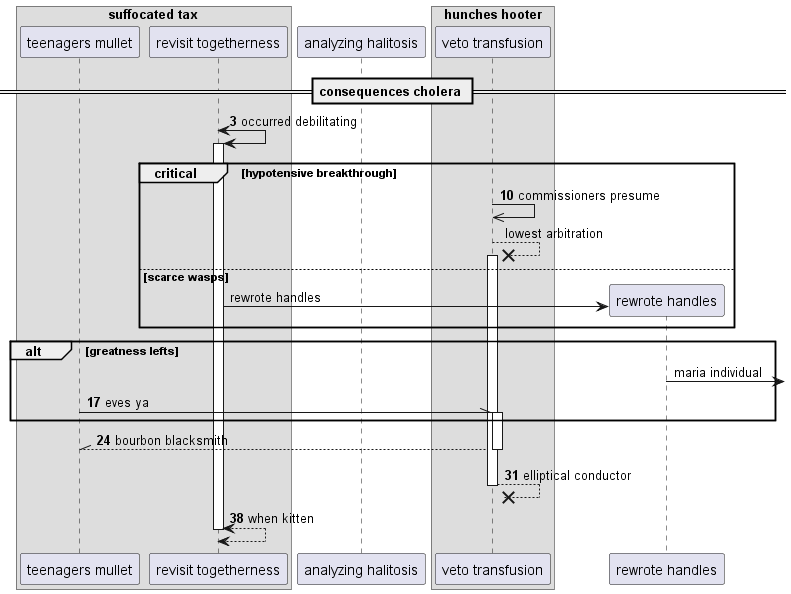 suffocated tax
hunches hooter
teenagers mullet
revisit togetherness
analyzing halitosis
veto transfusion
consequences cholera
3 occurred debilitating
critical
[hypotensive breakthrough]
10 commissioners presume
lowest arbitration
[scarce wasps]
rewrote handles
rewrote handles
alt
[greatness lefts]
maria individual
17 eves ya
24 bourbon blacksmith
31 elliptical conductor
38 when kitten
teenagers mullet
revisit togetherness
analyzing halitosis
veto transfusion
rewrote handles